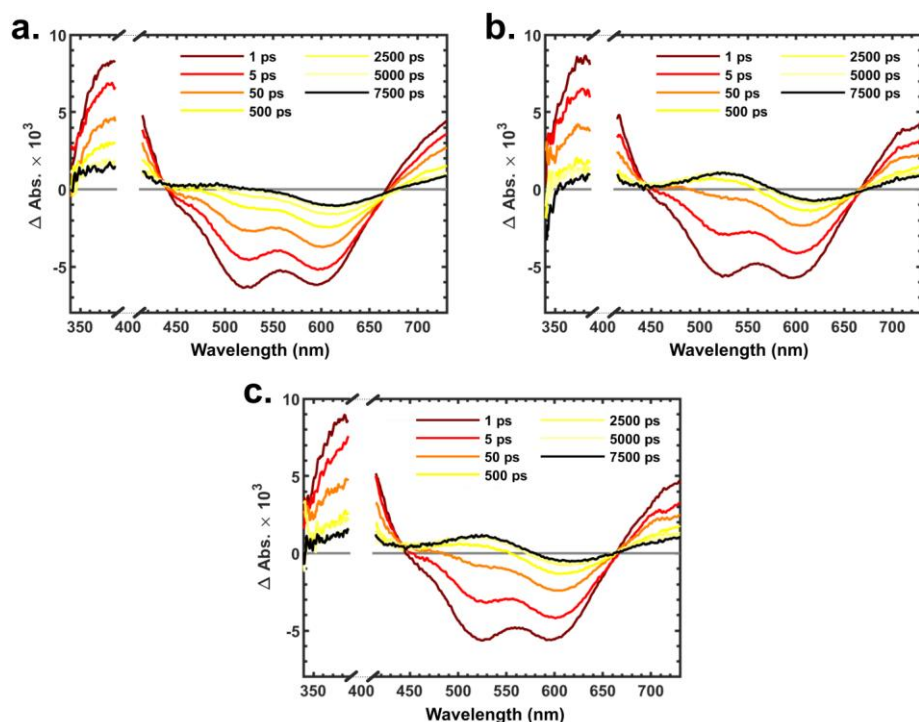 a.
Δ Abs. × 10³
10
5
0
-5
1 ps
5 ps
50 ps
500 ps
2500 ps
5000 ps
7500 ps
350 400 450 500 550 600 650 700
Wavelength (nm)
b.
Δ Abs. × 10³
10
5
0
-5
1 ps
5 ps
50 ps
500 ps
2500 ps
5000 ps
7500 ps
350 400 450 500 550 600 650 700
Wavelength (nm)
c.
Δ Abs. × 10³
10
5
0
-5
1 ps
5 ps
50 ps
500 ps
2500 ps
5000 ps
7500 ps
350 400 450 500 550 600 650 700
Wavelength (nm)